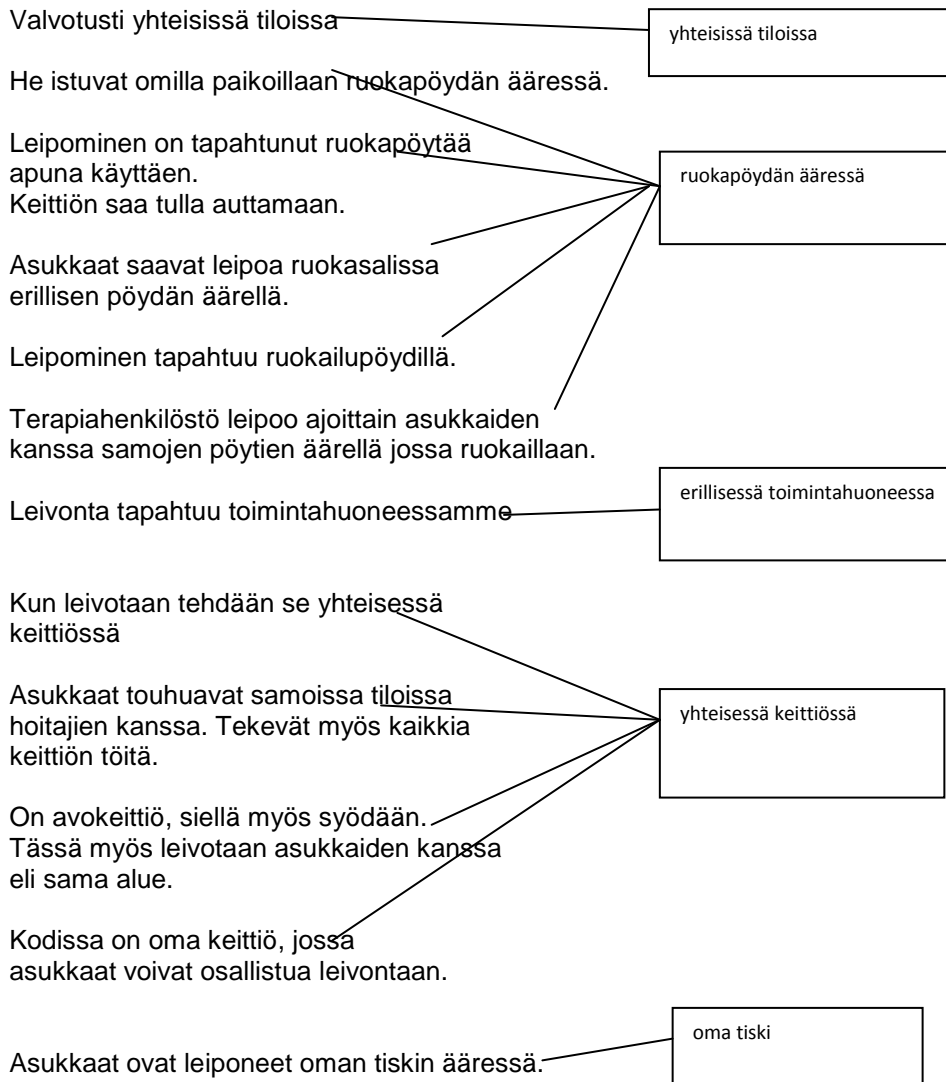 Valvotusti yhteisissä tiloissa
yhteisissä tiloissa
He istuvat omilla paikoillaan ruokapöydän ääressä.
Leipominen on tapahtunut ruokapöytää
apuna käyttäen.
Keittiön saa tulla auttamaan.
ruokapöydän ääressä
Asukkaat saavat leipoa ruokasalissa
erillisen pöydän äärellä.
Leipominen tapahtuu ruokailupöydillä.
Terapiahenkilöstö leipoo ajoittain asukkaiden
kanssa samojen pöytien äärellä jossa ruokaillaan.
erillisessä toimintahuoneessa
Leivonta tapahtuu toimintahuoneessamme
Kun leivotaan tehdään se yhteisessä
keittiössä
Asukkaat touhuavat samoissa tiloissa
hoitajien kanssa. Tekevät myös kaikkia
keittiön töitä.
yhteisessä keittiössä
On avokeittiö, siellä myös syödään.
Tässä myös leivotaan asukkaiden kanssa
eli sama alue.
Kodissa on oma keittiö, jossa
asukkaat voivat osallistua leivontaan.
oma tiski
Asukkaat ovat leiponeet oman tiskin ääressä.